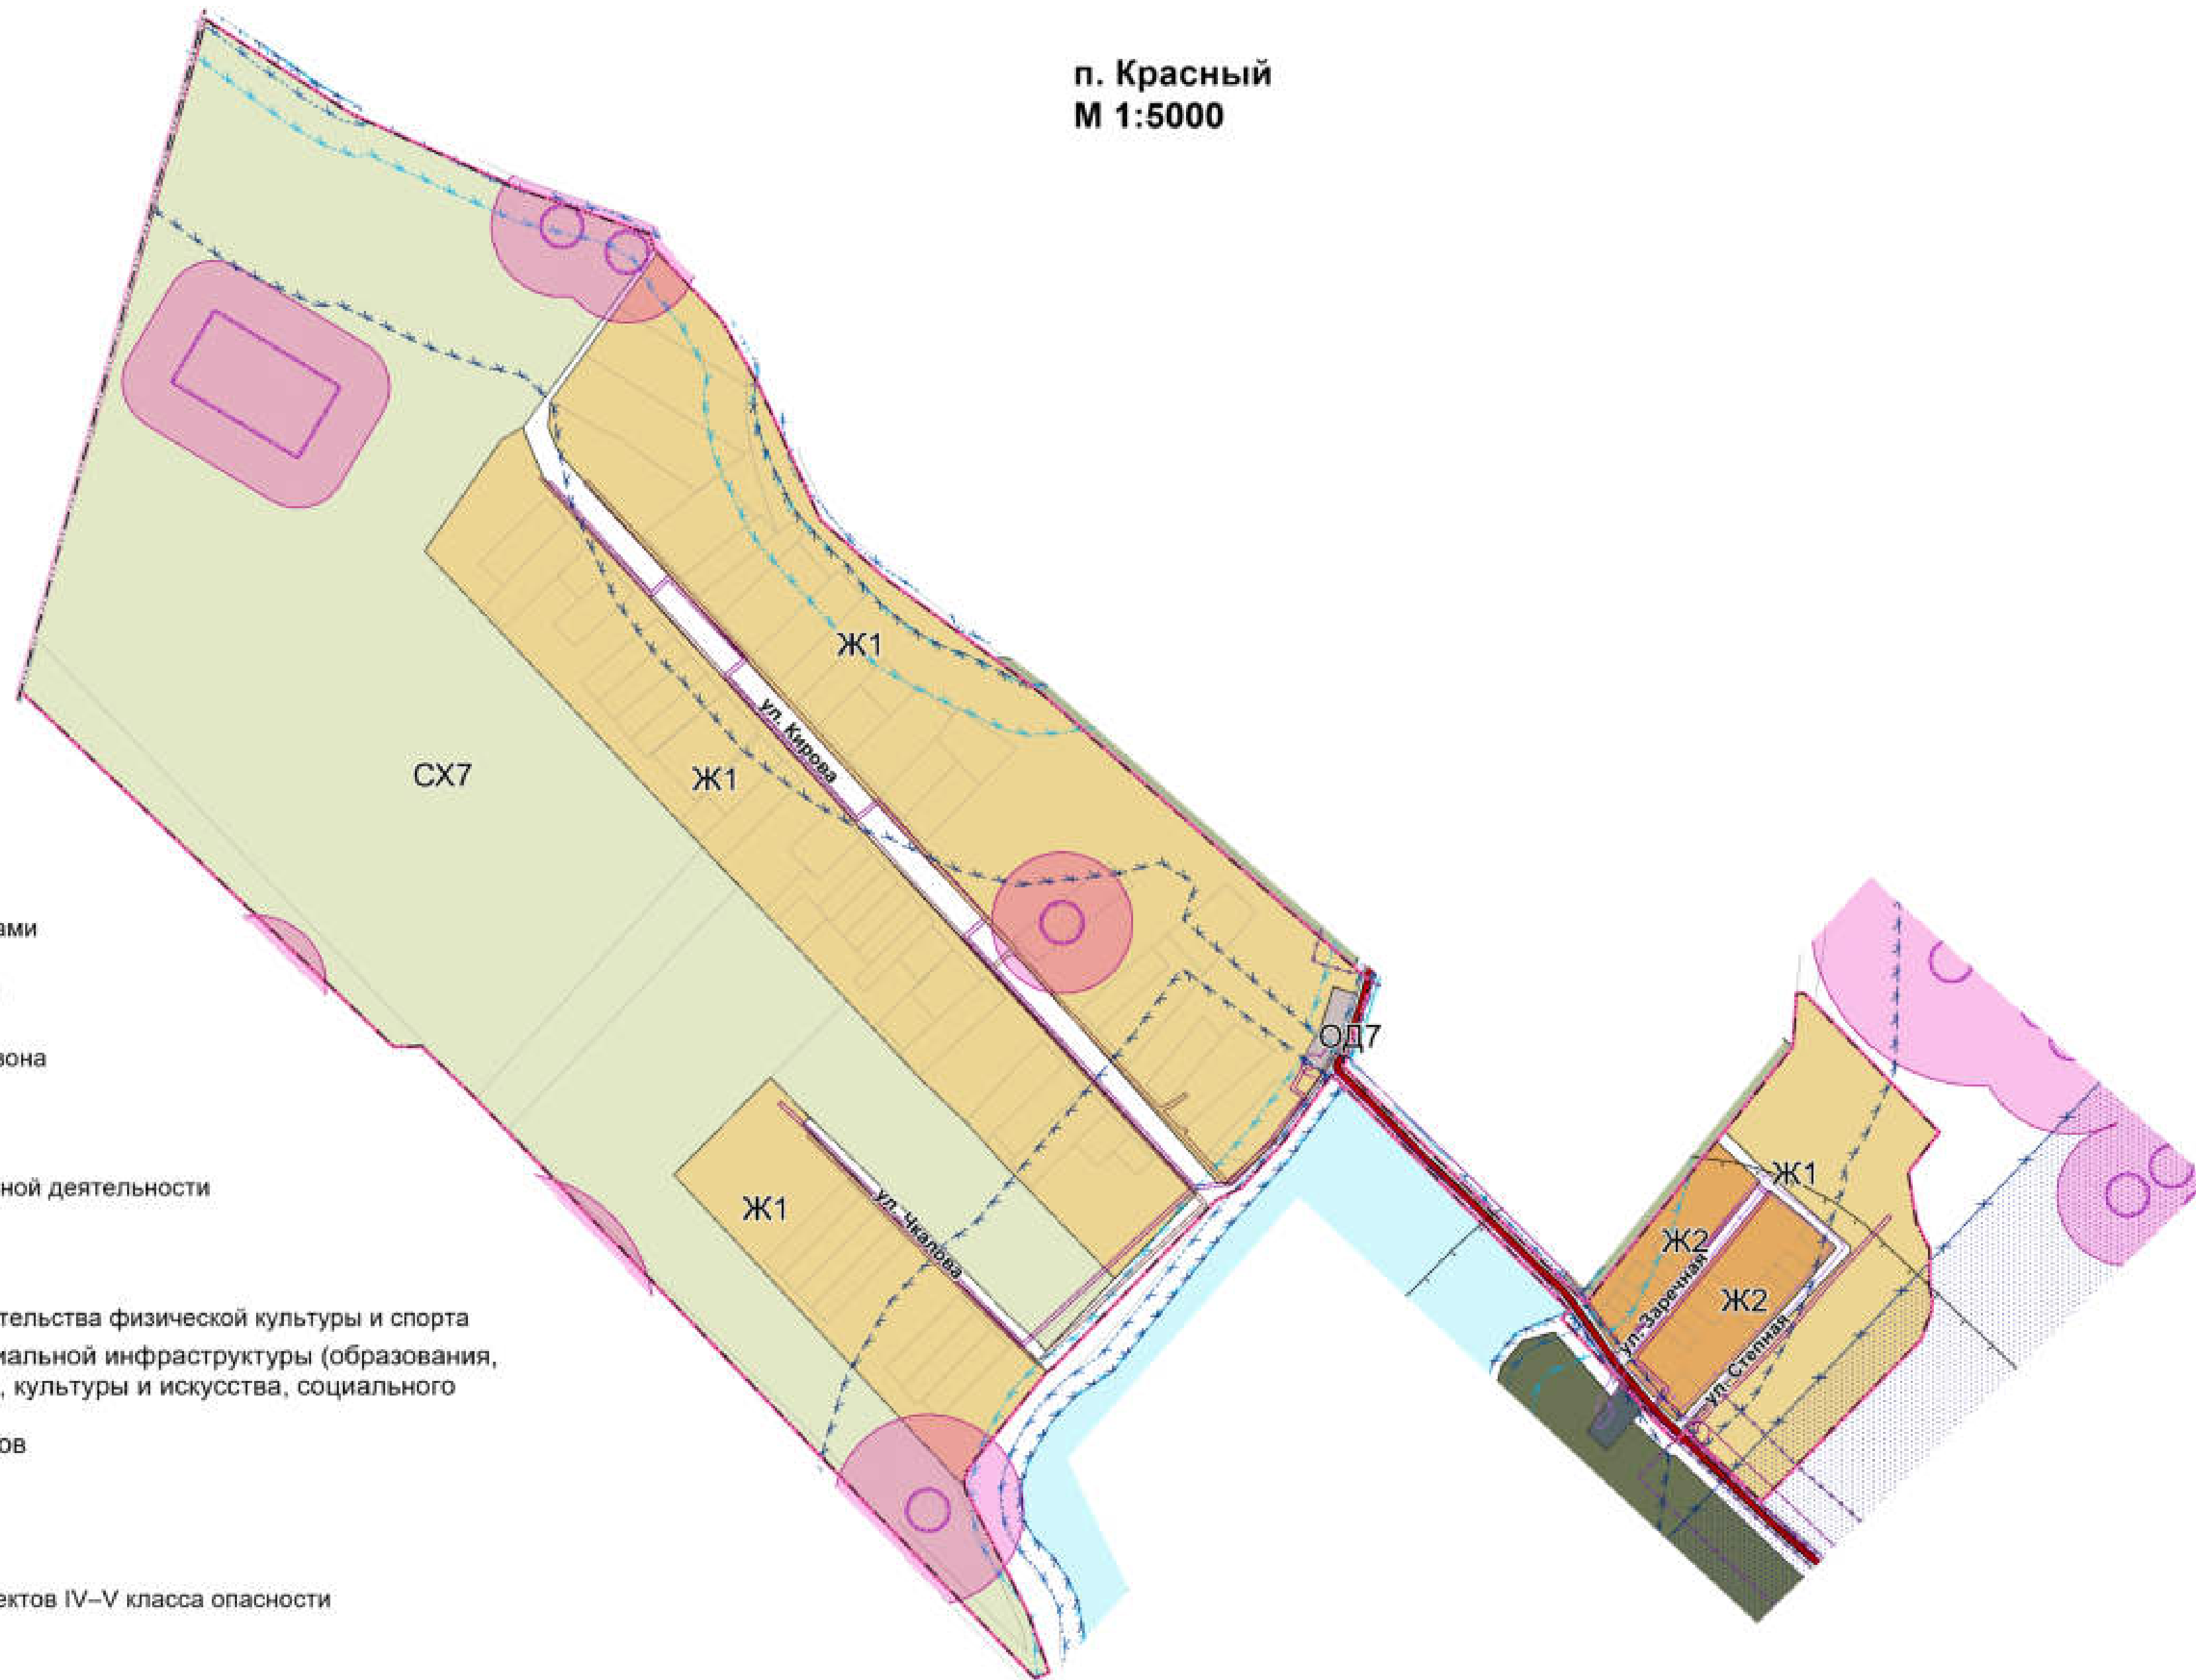 п. Красный
М 1:5000
Ж1
ул. Кирова
СХ7
Ж1
ОД7
Ж1
ул. Чкалова
Ж1
Ж2
ул. Заречная
Ж2
ул. Степная
ами
зона
ной деятельности
тельства физической культуры и спорта
иальной инфраструктуры (образования,
, культуры и искусства, социального
ов
ектов IV–V класса опасности